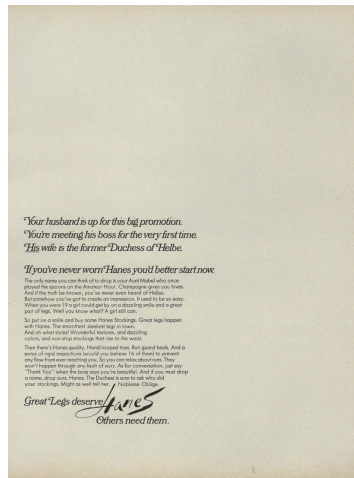 Your husband is up for this big promotion.
You're meeting his boss for the very first time.
His wife is the former Duchess of Helbe.
If you've never worn Hanes you'd better start now.
The only name you can think of to drop is your Aunt Mabel who once
played the spoons on the Amateur Hour. Champagne gives you hives.
And if the truth be known, you've never even heard of Helbe.
But somehow you've got to create an impression. It used to be so easy.
When you were 19 a girl could get by on a dazzling smile and a great
pair of legs. Well you know what? A girl still can.
So put on a smile and buy some Hanes Stockings. Great legs happen
with Hanes. The smoothest sleekest legs in town.
And oh what styles! Wonderful textures, and dazzling
colors, and non-stop stockings that rise to the waist.
Then there's Hanes quality. Hand-looped toes. Run guard heels. And a
series of rigid inspections (would you believe 16 of them) to prevent
any flaw from ever reaching you. So you can relax about runs. They
won't happen through any fault of ours. As for conversation, just say
"Thank You" when the boss says you're beautiful. And if you must drop
a name, drop ours: Hanes. The Duchess is sure to ask who did
your stockings. Might as well tell her. Noblesse Oblige.
Great Legs deserve Hanes
Others need them.